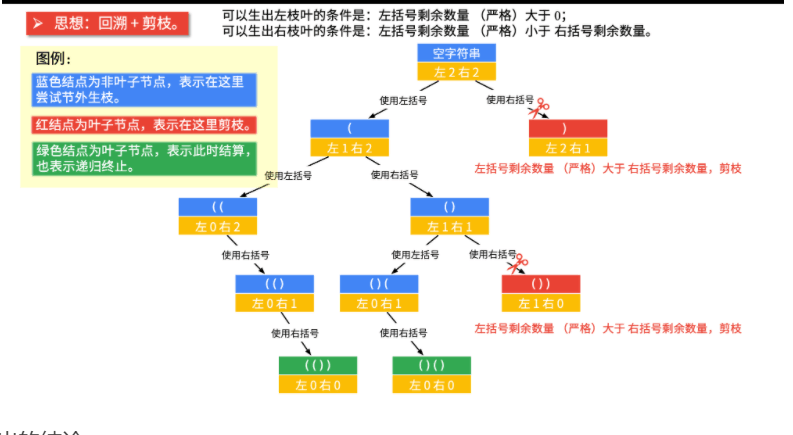 ➢ 思想：回溯 + 剪枝。
可以生出左枝叶的条件是：左括号剩余数量 （严格）大于 0；
可以生出右枝叶的条件是：左括号剩余数量 （严格）小于 右括号剩余数量。
图例：
蓝色结点为非叶子节点，表示在这里
尝试节外生枝。
红结点为叶子节点，表示在这里剪枝。
绿色结点为叶子节点，表示此时结算，
也表示递归终止。
空字符串
左 2 右 2
使用左括号
使用右括号
(
左 1 右 2
)
左 2 右 1
左括号剩余数量 （严格）大于 右括号剩余数量，剪枝
使用左括号
使用右括号
((
左 0 右 2
()
左 1 右 1
使用右括号
使用左括号
使用右括号
(()
左 0 右 1
()(
左 0 右 1
())
左 1 右 0
左括号剩余数量 （严格）大于 右括号剩余数量，剪枝
使用右括号
使用右括号
(())
左 0 右 0
()()
左 0 右 0